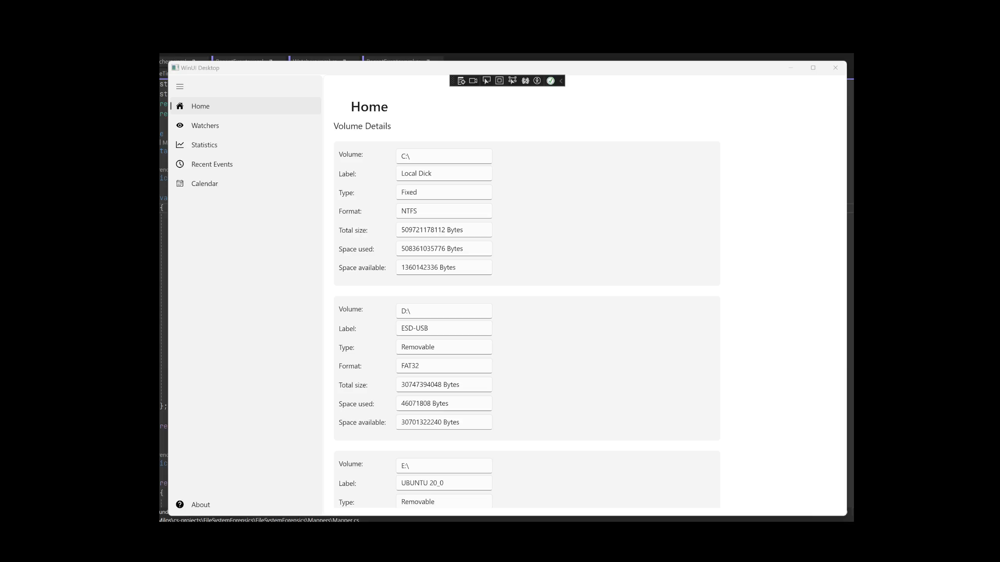 WinUI Desktop
Home
Watchers
Statistics
Recent Events
Calendar
About
Home
Volume Details
Volume: C:\
Label: Local Dick
Type: Fixed
Format: NTFS
Total size: 509721178112 Bytes
Space used: 508361035776 Bytes
Space available: 1360142336 Bytes
Volume: D:\
Label: ESD-USB
Type: Removable
Format: FAT32
Total size: 30747394048 Bytes
Space used: 46071808 Bytes
Space available: 30701322240 Bytes
Volume: E:\
Label: UBUNTU 20_0
Type: Removable
Milos\cs-projects\FileSystemForensics\FileSystemForensics\Mappers\Mapper.cs